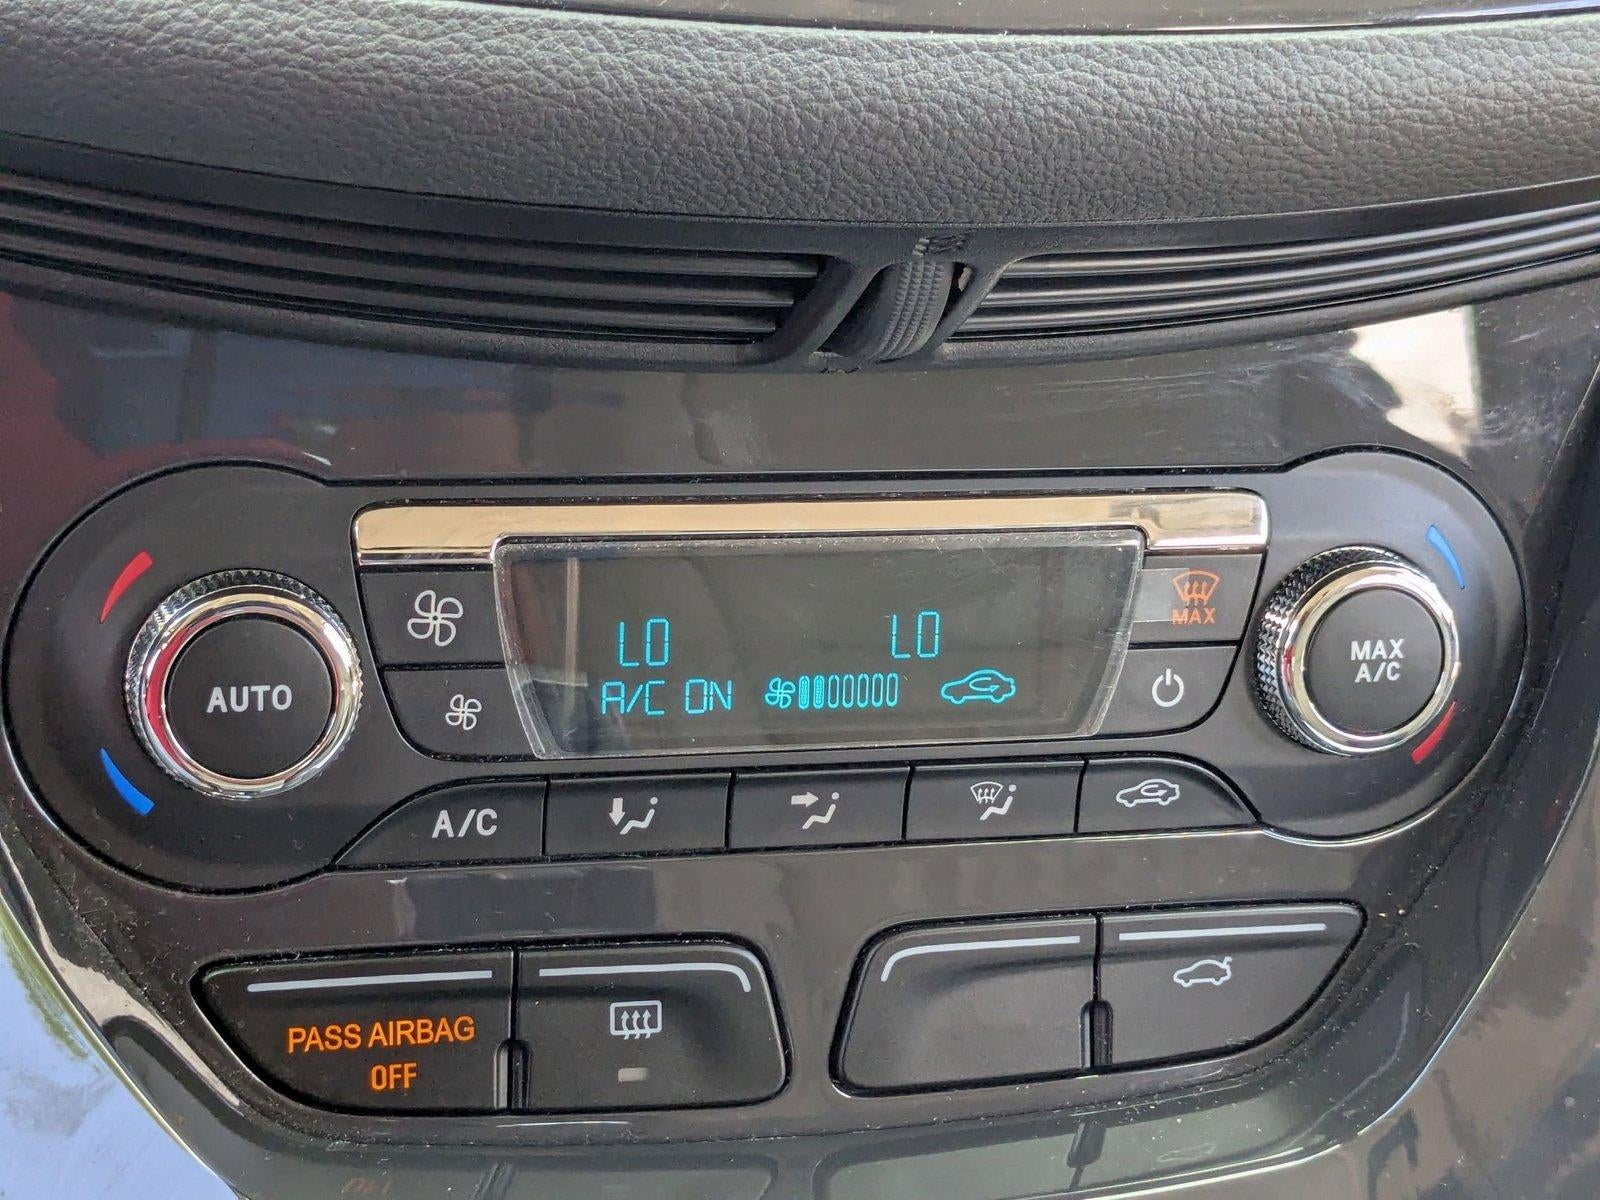 LO LO
A/C ON
MAX
AUTO
MAX
A/C
A/C
PASS AIRBAG
OFF